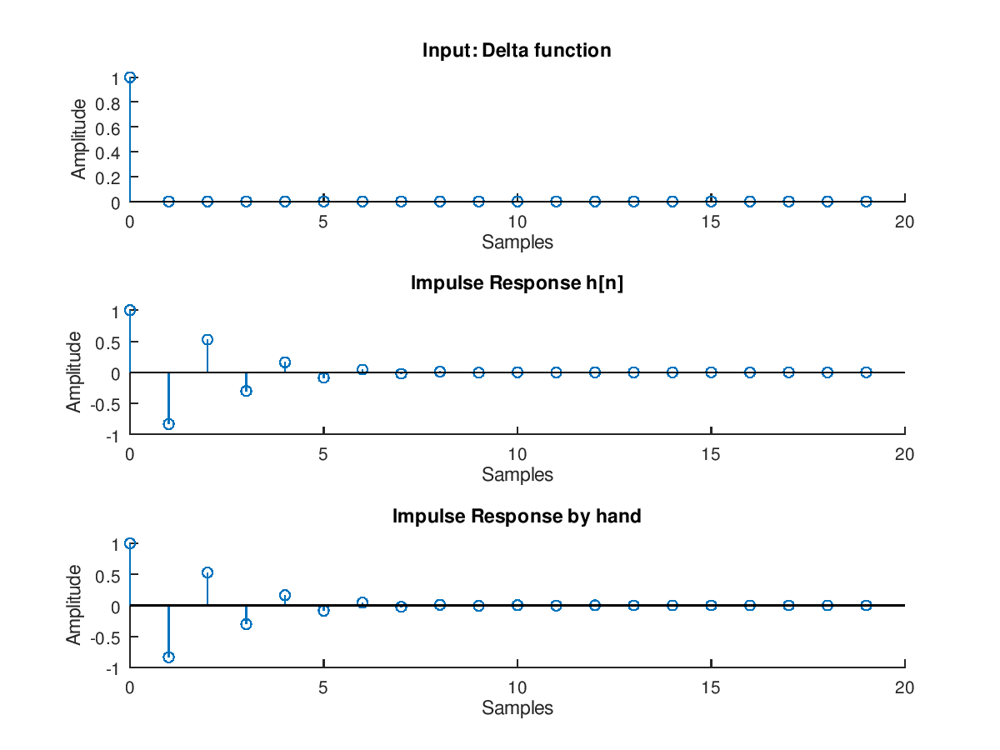 Input: Delta function
1
0.8
0.6
0.4
0.2
0
Amplitude
0 5 10 15 20
Samples
Impulse Response h[n]
1
0.5
0
-0.5
-1
Amplitude
0 5 10 15 20
Samples
Impulse Response by hand
1
0.5
0
-0.5
-1
Amplitude
0 5 10 15 20
Samples